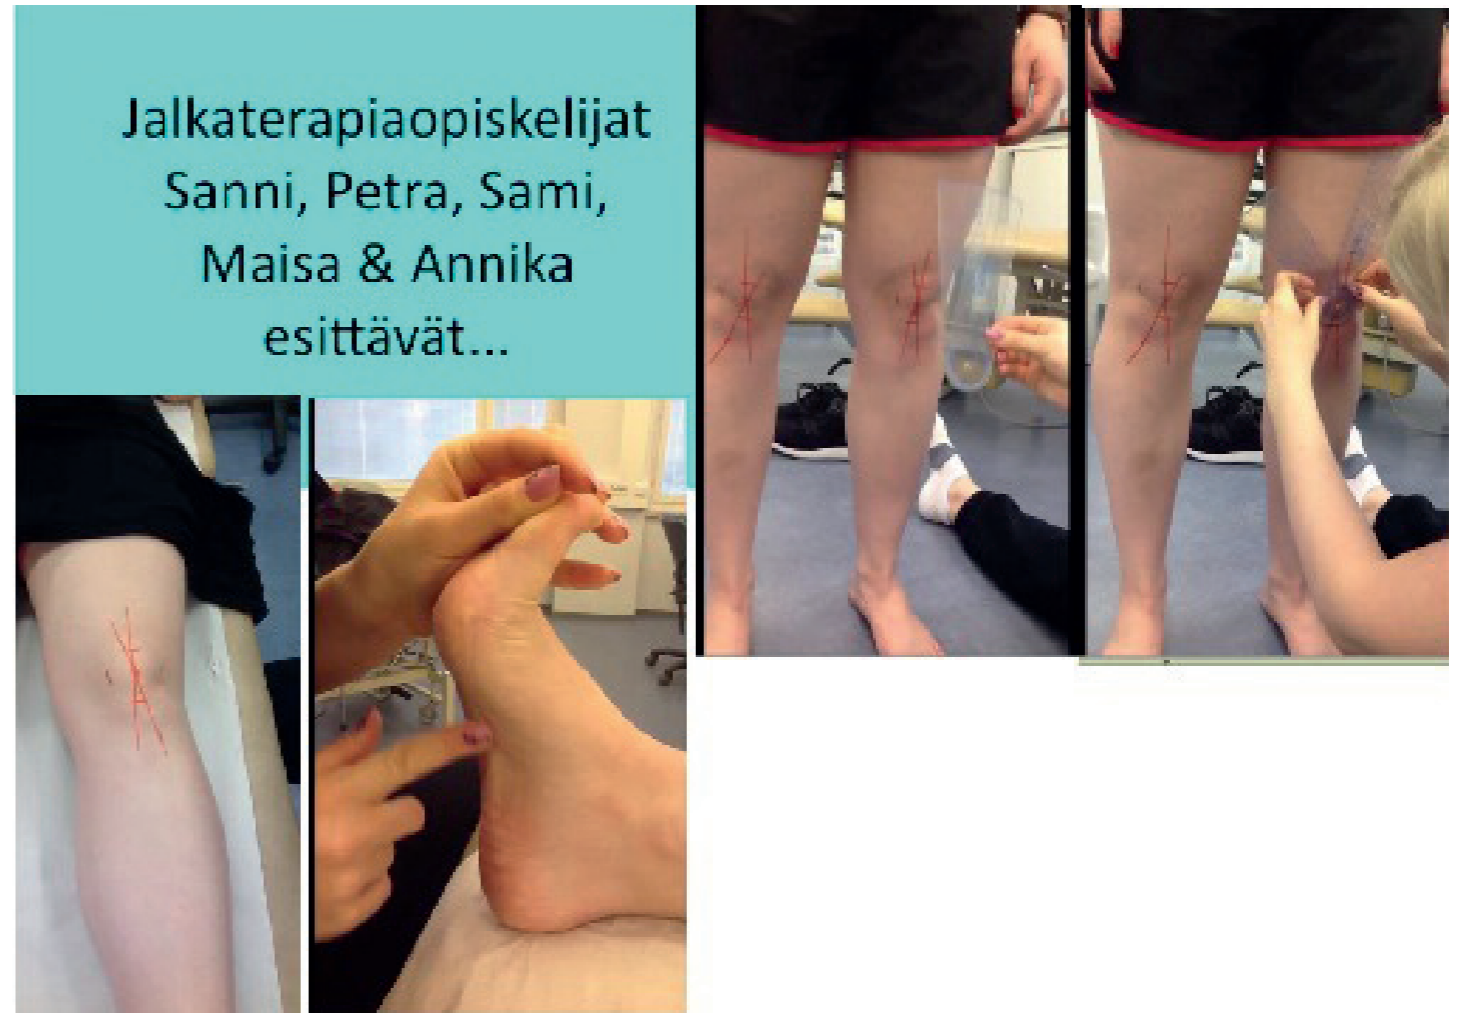 Jalkaterapiaopiskelijat
Sanni, Petra, Sami,
Maisa & Annika
esittävät...